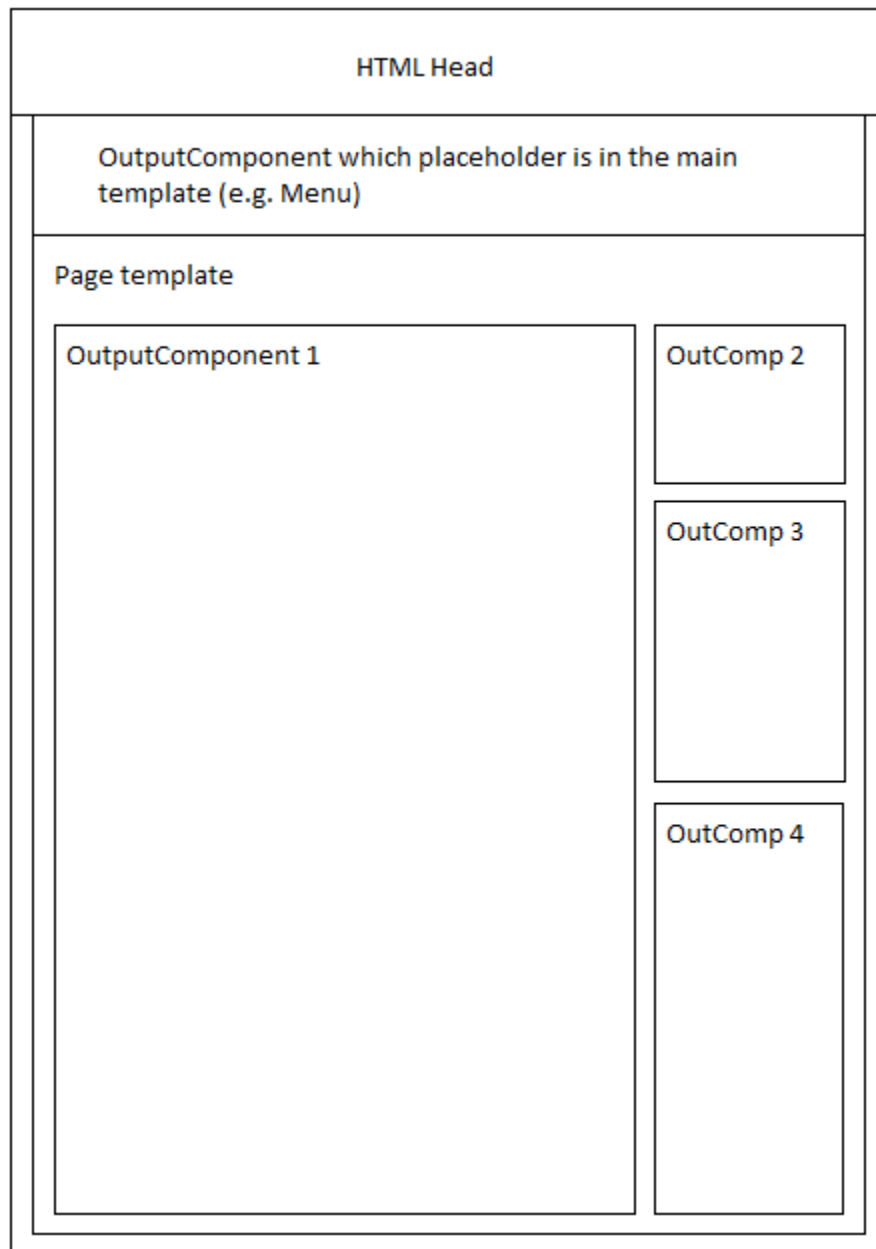 HTML Head
OutputComponent which placeholder is in the main
template (e.g. Menu)
Page template
OutputComponent 1
OutComp 2
OutComp 3
OutComp 4